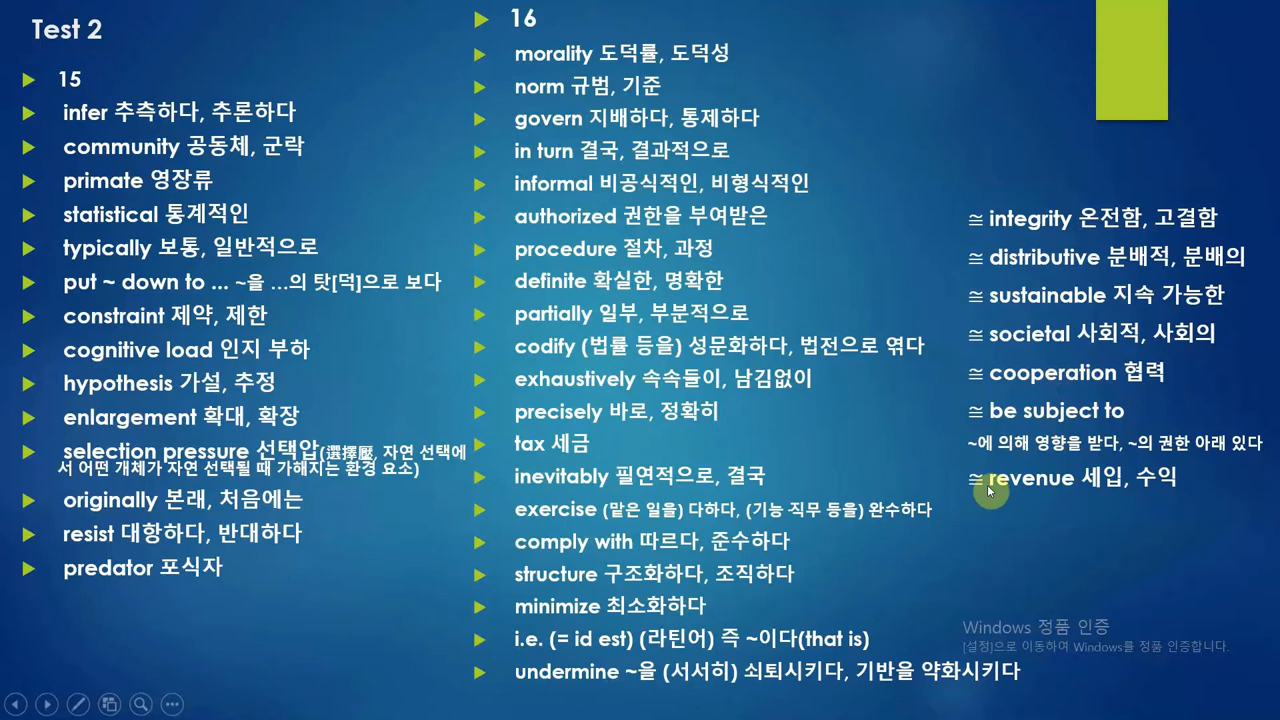 Test 2
15
infer 추측하다, 추론하다
community 공동체, 군락
primate 영장류
statistical 통계적인
typically 보통, 일반적으로
put ~ down to ... ~을 …의 탓[덕]으로 보다
constraint 제약, 제한
cognitive load 인지 부하
hypothesis 가설, 추정
enlargement 확대, 확장
selection pressure 선택압(選擇壓, 자연 선택에
서 어떤 개체가 자연 선택될 때 가해지는 환경 요소)
originally 본래, 처음에는
resist 대항하다, 반대하다
predator 포식자
16
morality 도덕률, 도덕성
norm 규범, 기준
govern 지배하다, 통제하다
in turn 결국, 결과적으로
informal 비공식적인, 비형식적인
authorized 권한을 부여받은
procedure 절차, 과정
definite 확실한, 명확한
partially 일부, 부분적으로
codify (법률 등을) 성문화하다, 법전으로 엮다
exhaustively 속속들이, 남김없이
precisely 바로, 정확히
tax 세금
inevitably 필연적으로, 결국
exercise (맡은 일을) 다하다, (기능·직무 등을) 완수하다
comply with 따르다, 준수하다
structure 구조화하다, 조직하다
minimize 최소화하다
i.e. (= id est) (라틴어) 즉 ~이다(that is)
undermine ~을 (서서히) 쇠퇴시키다, 기반을 약화시키다
≅ integrity 온전함, 고결함
≅ distributive 분배적, 분배의
≅ sustainable 지속 가능한
≅ societal 사회적, 사회의
≅ cooperation 협력
≅ be subject to
~에 의해 영향을 받다, ~의 권한 아래 있다
≅ revenue 세입, 수익
Windows 정품 인증
[설정]으로 이동하여 Windows를 정품 인증합니다.